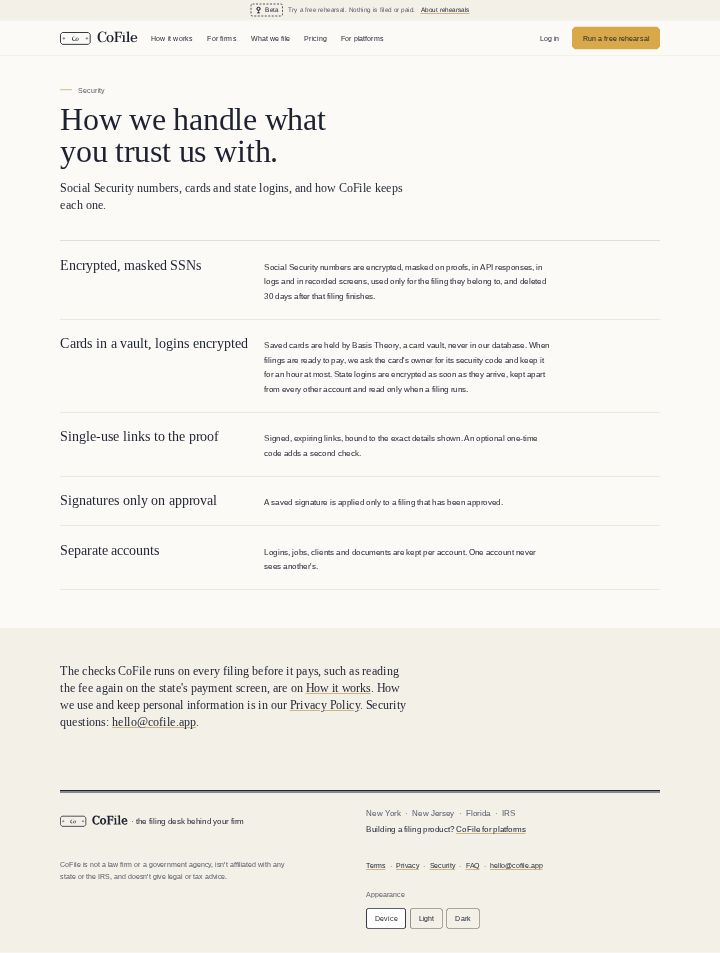 Beta Try a free rehearsal. Nothing is filed or paid. About rehearsals
Co CoFile How it works For firms What we file Pricing For platforms Log in Run a free rehearsal
Security
How we handle what
you trust us with.
Social Security numbers, cards and state logins, and how CoFile keeps
each one.
Encrypted, masked SSNs
Social Security numbers are encrypted, masked on proofs, in API responses, in
logs and in recorded screens, used only for the filing they belong to, and deleted
30 days after that filing finishes.
Cards in a vault, logins encrypted
Saved cards are held by Basis Theory, a card vault, never in our database. When
filings are ready to pay, we ask the card's owner for its security code and keep it
for an hour at most. State logins are encrypted as soon as they arrive, kept apart
from every other account and read only when a filing runs.
Single-use links to the proof
Signed, expiring links, bound to the exact details shown. An optional one-time
code adds a second check.
Signatures only on approval
A saved signature is applied only to a filing that has been approved.
Separate accounts
Logins, jobs, clients and documents are kept per account. One account never
sees another's.
The checks CoFile runs on every filing before it pays, such as reading
the fee again on the state's payment screen, are on How it works. How
we use and keep personal information is in our Privacy Policy. Security
questions: hello@cofile.app.
Co CoFile · the filing desk behind your firm
New York · New Jersey · Florida · IRS
Building a filing product? CoFile for platforms
CoFile is not a law firm or a government agency, isn't affiliated with any
state or the IRS, and doesn't give legal or tax advice.
Terms · Privacy · Security · FAQ · hello@cofile.app
Appearance
Device Light Dark